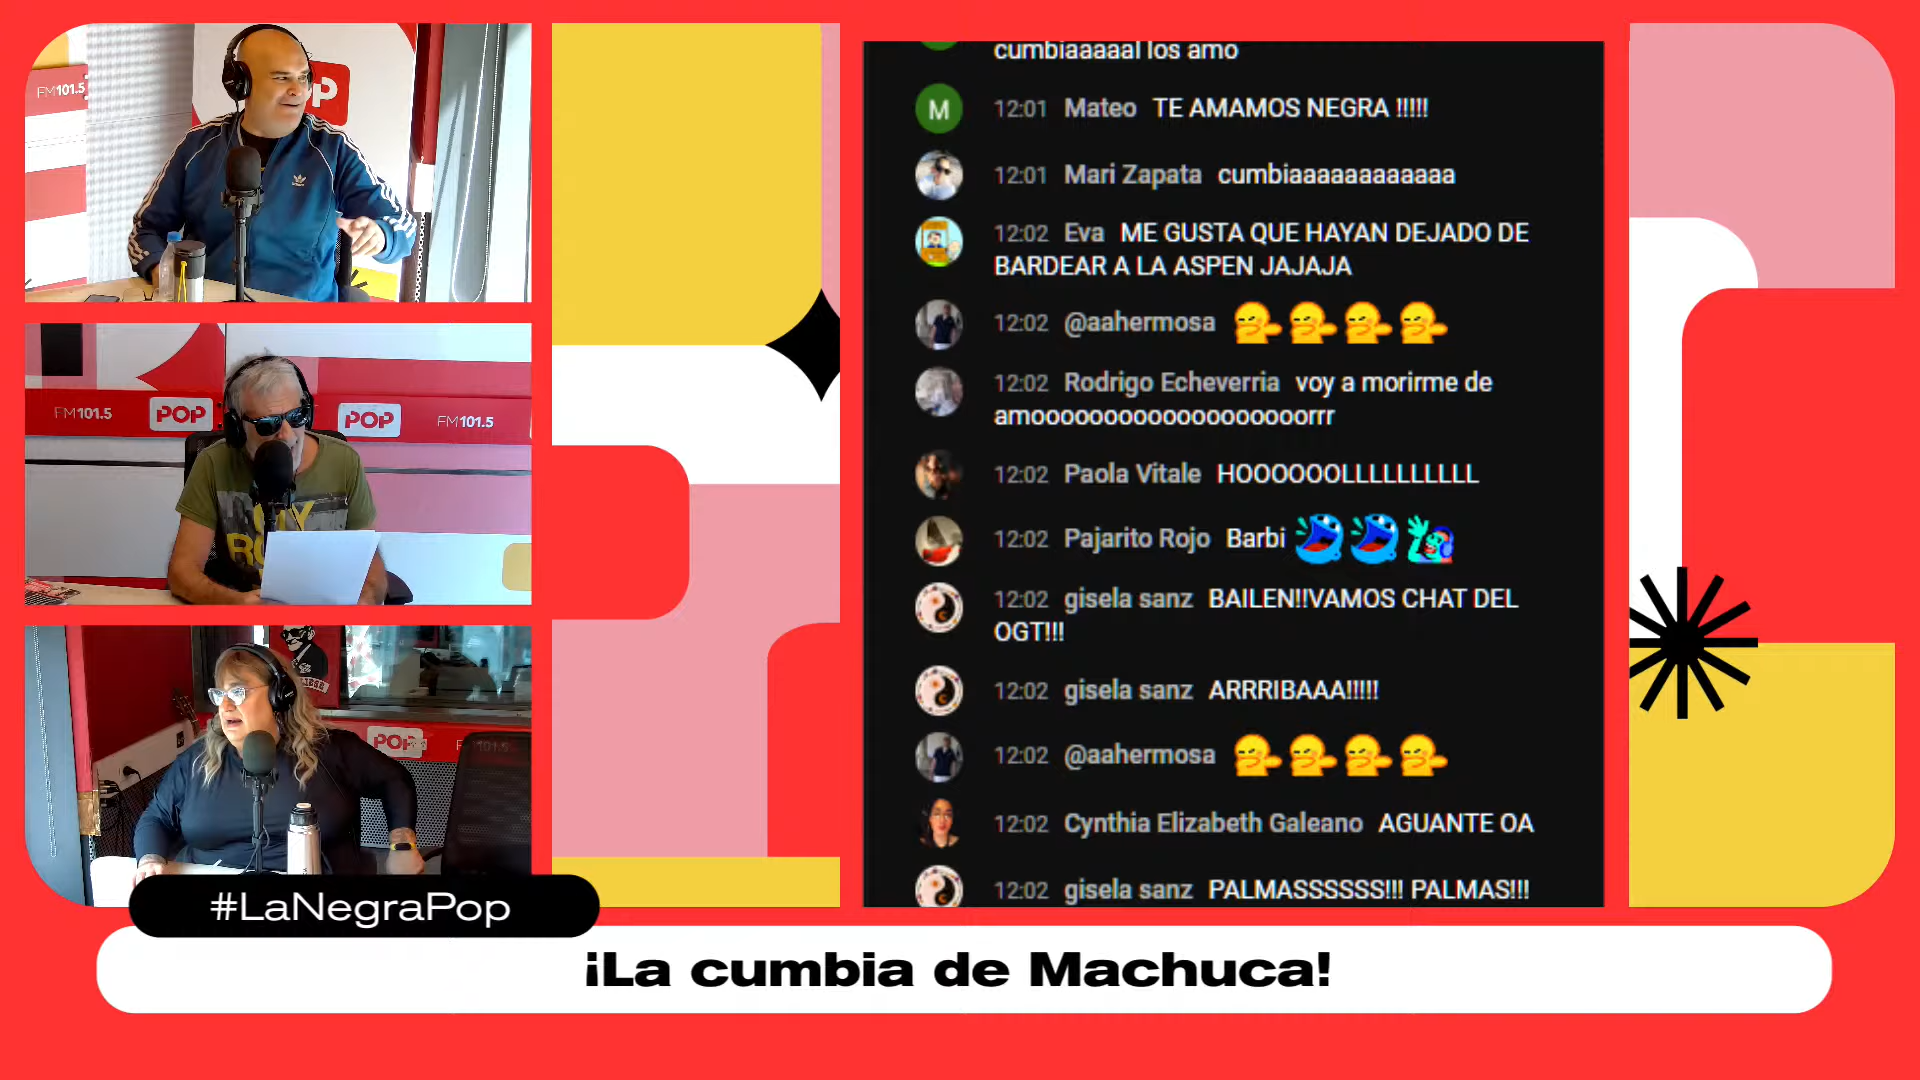 FM101.5
P
FM101.5
POP
POP
FM101.5
POP
101.5
#LaNegraPop
¡La cumbia de Machuca!
cumbiaaaaal los amo
M
12:01 Mateo TE AMAMOS NEGRA !!!!!
12:01 Mari Zapata cumbiaaaaaaaaaaaa
12:02 Eva ME GUSTA QUE HAYAN DEJADO DE
BARDEAR A LA ASPEN JAJAJA
12:02 @aahermosa
12:02 Rodrigo Echeverria voy a morirme de
amooooooooooooooooooorrr
12:02 Paola Vitale HOOOOOOLLLLLLLLLL
12:02 Pajarito Rojo Barbi
12:02 gisela sanz BAILEN!!VAMOS CHAT DEL
OGT!!!
12:02 gisela sanz ARRRIBAAA!!!!!
12:02 @aahermosa
12:02 Cynthia Elizabeth Galeano AGUANTE OA
12:02 gisela sanz PALMASSSSSS!!! PALMAS!!!